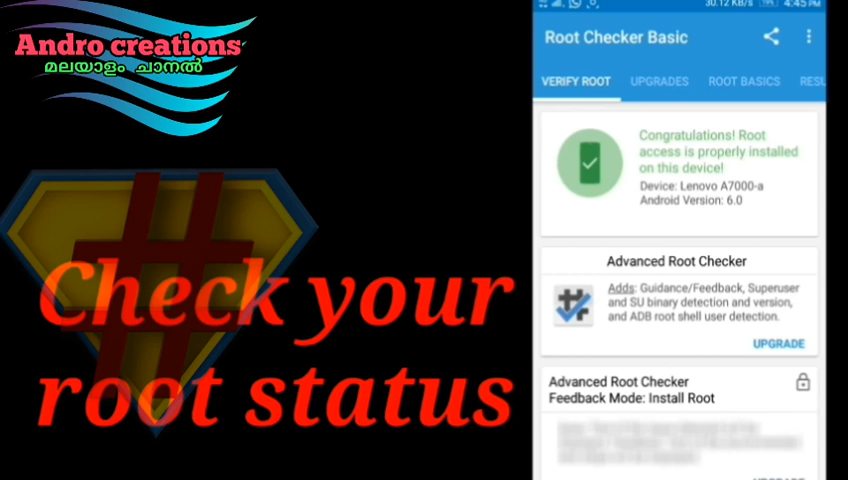 Andro creations
മലയാളം ചാനൽ
Check your
root status
30.12 KB/s
4:45 PM
Root Checker Basic
VERIFY ROOT
UPGRADES
ROOT BASICS
RESU
Congratulations! Root
access is properly installed
on this device!
Device: Lenovo A7000-a
Android Version: 6.0
Advanced Root Checker
Adds: Guidance/Feedback, Superuser
and SU binary detection and version,
and ADB root shell user detection.
UPGRADE
Advanced Root Checker
Feedback Mode: Install Root